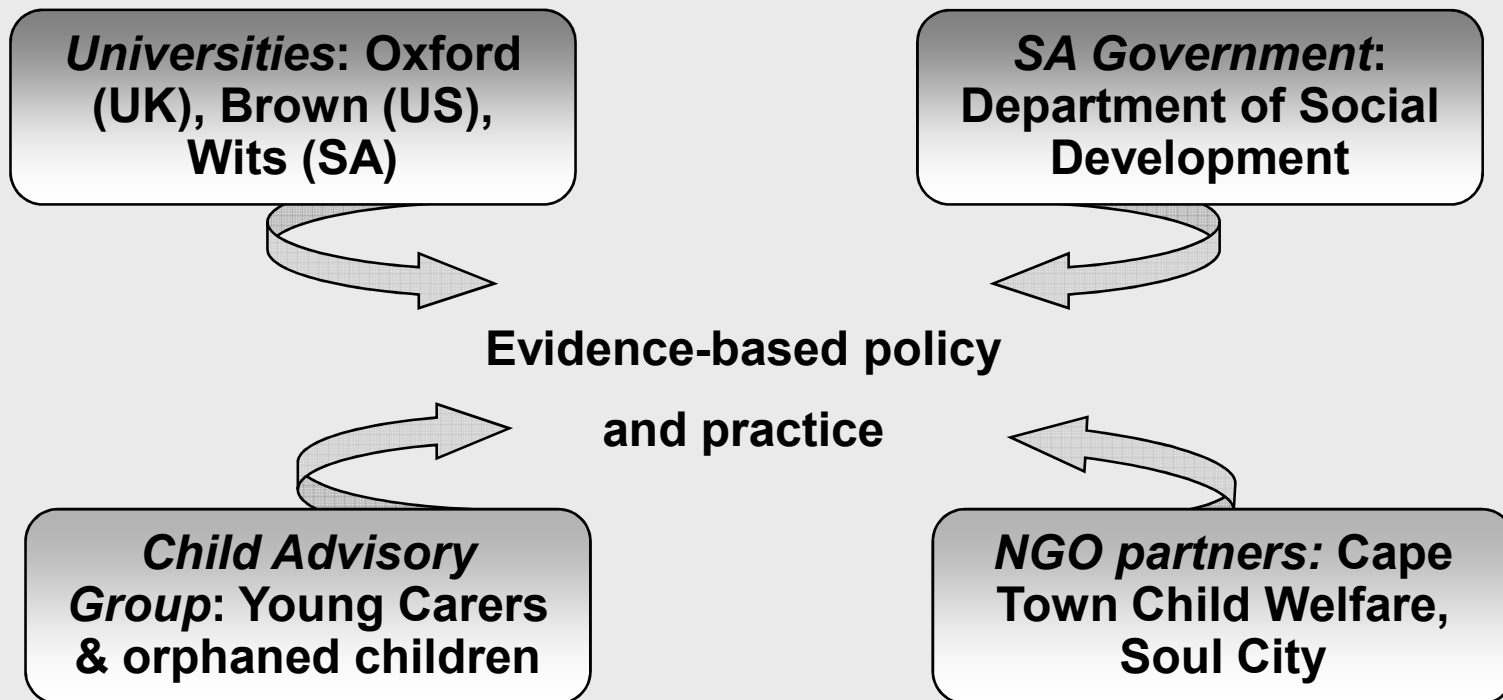 Universities: Oxford
(UK), Brown (US),
Wits (SA)
SA Government:
Department of Social
Development
Evidence-based policy
and practice
Child Advisory
Group: Young Carers
& orphaned children
NGO partners: Cape
Town Child Welfare,
Soul City